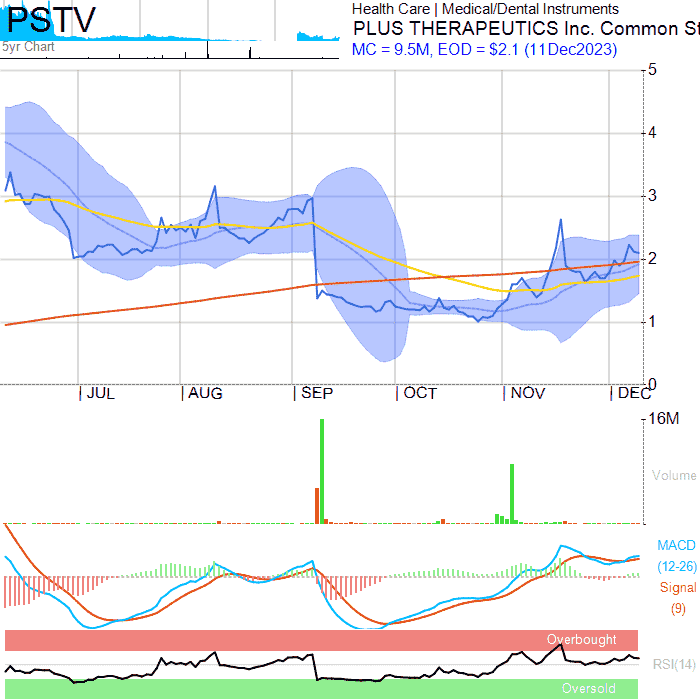 PSTV
5yr Chart
Health Care | Medical/Dental Instruments
PLUS THERAPEUTICS Inc. Common St
MC = 9.5M, EOD = $2.1 (11Dec2023)
5
4
3
2
1
0
JUL
AUG
SEP
OCT
NOV
DEC
16M
Volume
MACD
(12-26)
Signal
(9)
Overbought
RSI(14)
Oversold